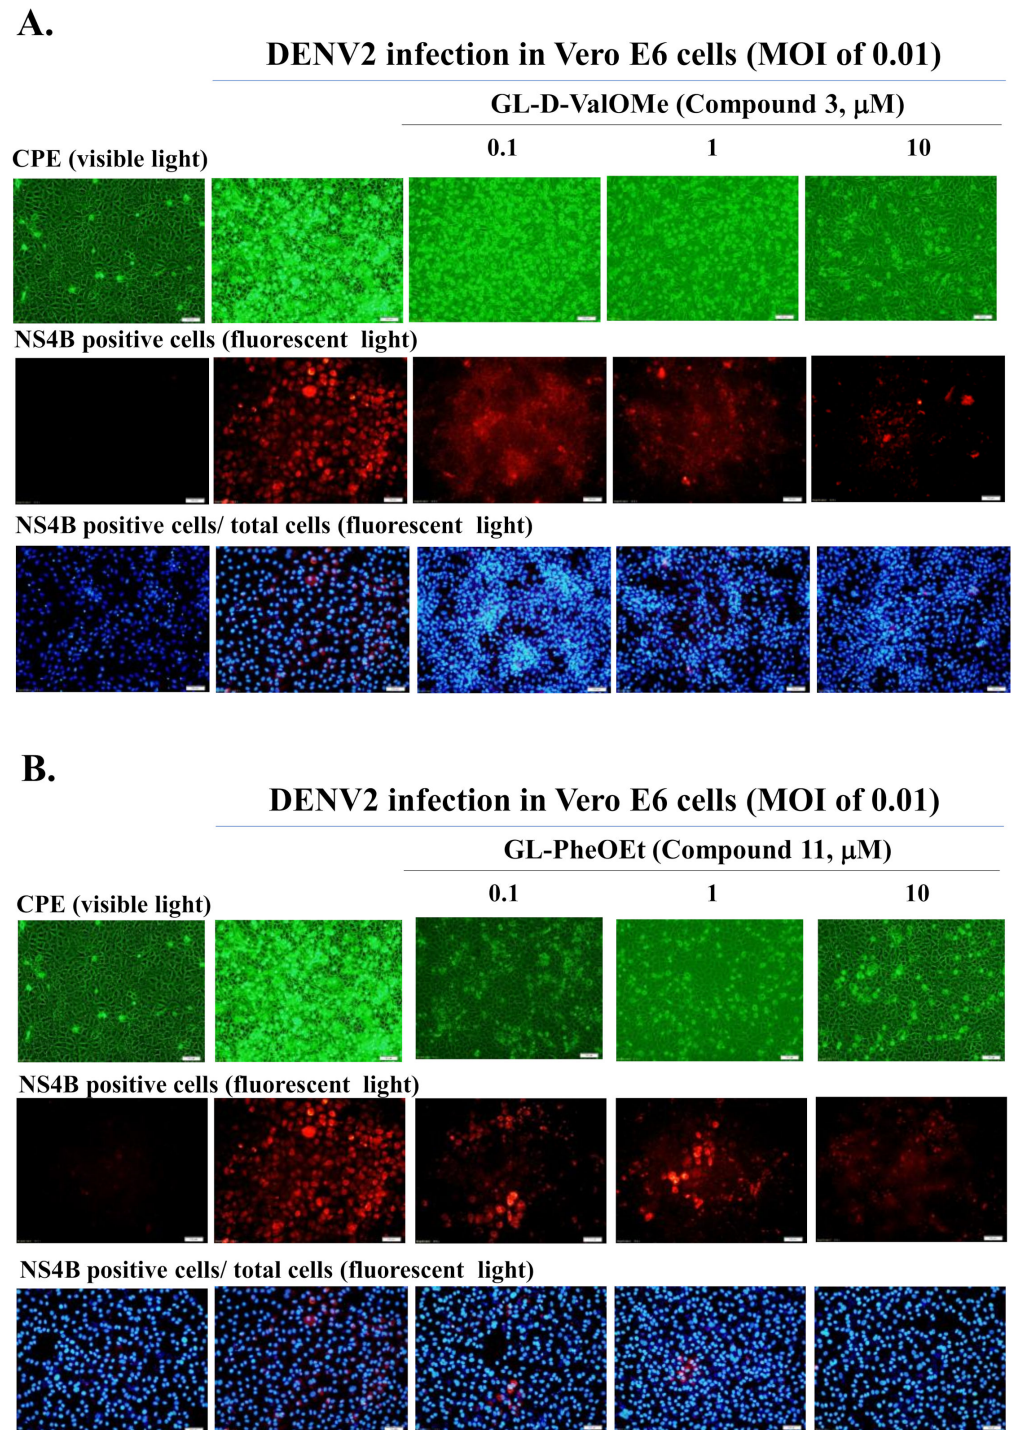 A.
DENV2 infection in Vero E6 cells (MOI of 0.01)
GL-D-ValOMe (Compound 3, μM)
0.1 1 10
CPE (visible light)
NS4B positive cells (fluorescent light)
NS4B positive cells/ total cells (fluorescent light)
B.
DENV2 infection in Vero E6 cells (MOI of 0.01)
GL-PheOEt (Compound 11, μM)
0.1 1 10
CPE (visible light)
NS4B positive cells (fluorescent light)
NS4B positive cells/ total cells (fluorescent light)